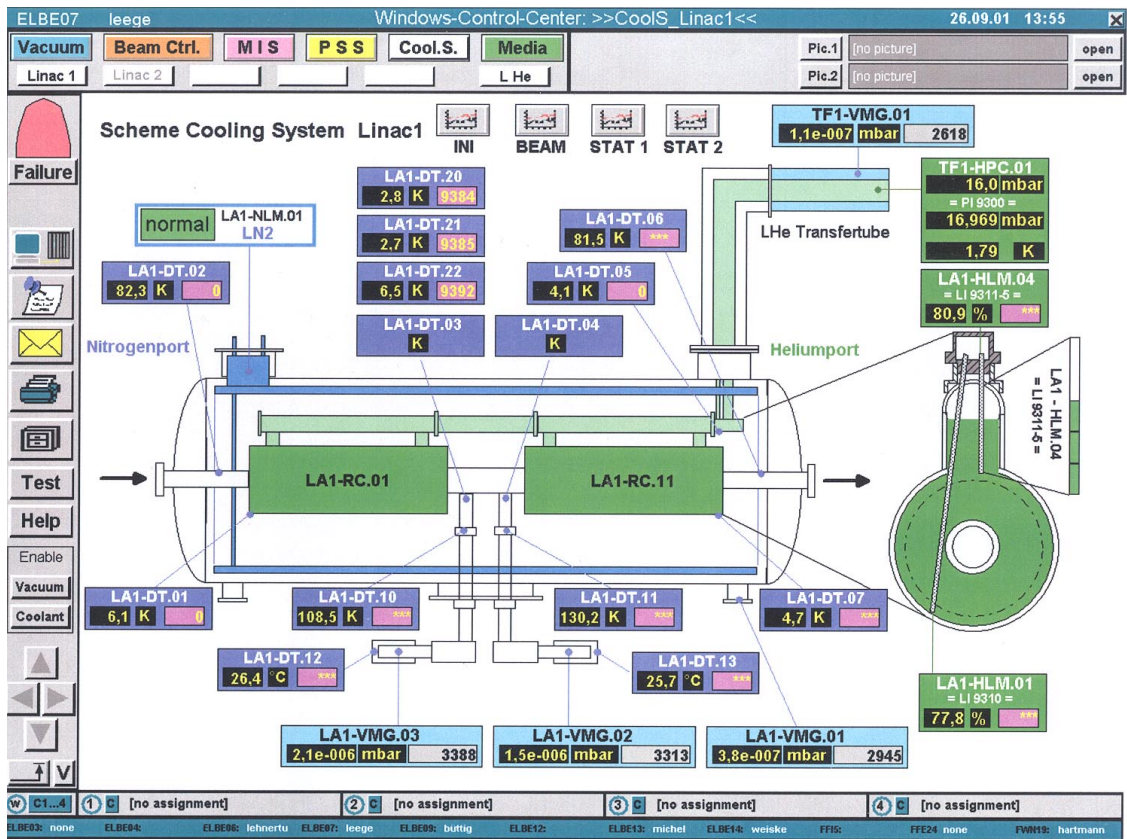 ELBE07 leege Windows-Control-Center: >>CoolS_Linac1<< 26.09.01 13:55
Vacuum Beam Ctrl. M I S P S S Cool.S. Media
Linac 1 Linac 2 L He
Pic.1 [no picture] open
Pic.2 [no picture] open
Failure
Test
Help
Enable
Vacuum
Coolant
V
Scheme Cooling System Linac1
INI BEAM STAT 1 STAT 2
TF1-VMG.01
1,1e-007 mbar 2618
TF1-HPC.01
16,0 mbar
= PI 9300 =
16,969 mbar
1,79 K
LHe Transfertube
LA1-HLM.04
= LI 9311-5 =
80,9 % ***
LA1-DT.20
2,8 K 9384
LA1-DT.21
2,7 K 9385
LA1-DT.22
6,5 K 9392
LA1-DT.03
K
LA1-DT.04
K
LA1-DT.06
81,5 K ***
LA1-DT.05
4,1 K 0
normal LA1-NLM.01
LN2
LA1-DT.02
82,3 K 0
Nitrogenport
Heliumport
LA1 - HLM.04
= LI 9311-5 =
LA1-RC.01
LA1-RC.11
LA1-DT.01
6,1 K 0
LA1-DT.10
108,5 K ***
LA1-DT.11
130,2 K ***
LA1-DT.07
4,7 K ***
LA1-DT.12
26,4 °C ***
LA1-DT.13
25,7 °C ***
LA1-HLM.01
= LI 9310 =
77,8 % ***
LA1-VMG.03
2,1e-006 mbar 3388
LA1-VMG.02
1,5e-006 mbar 3313
LA1-VMG.01
3,8e-007 mbar 2945
W C1...4 1 C [no assignment] 2 C [no assignment] 3 C [no assignment] 4 C [no assignment]
ELBE03: none ELBE04: ELBE06: lehnertu ELBE07: leege ELBE09: buttig ELBE12: ELBE13: michel ELBE14: weiske FFI5: FFE24 none FWN19: hartmann